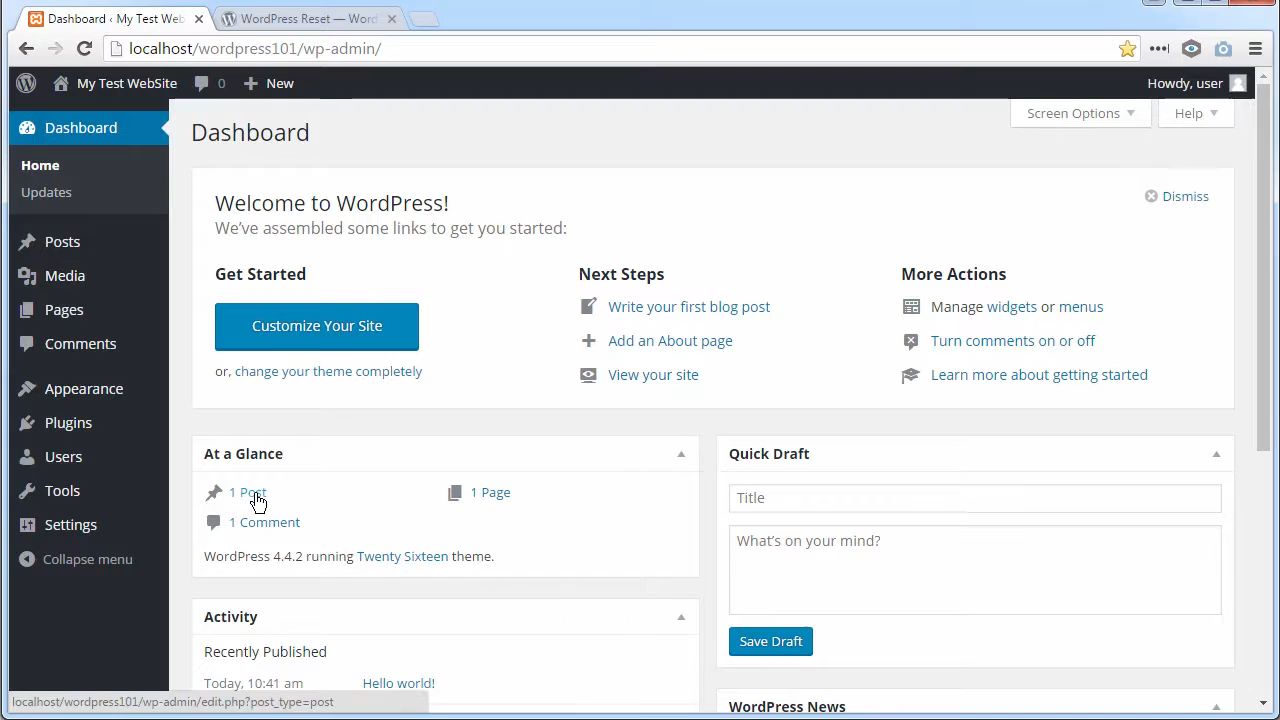 Dashboard ‹ My Test Web
WordPress Reset — Word
localhost/wordpress101/wp-admin/
My Test WebSite
0
New
Howdy, user
Dashboard
Home
Updates
Posts
Media
Pages
Comments
Appearance
Plugins
Users
Tools
Settings
Collapse menu
Dashboard
Screen Options
Help
Welcome to WordPress!
We've assembled some links to get you started:
Dismiss
Get Started
Customize Your Site
or, change your theme completely
Next Steps
Write your first blog post
Add an About page
View your site
More Actions
Manage widgets or menus
Turn comments on or off
Learn more about getting started
At a Glance
1 Post
1 Page
1 Comment
WordPress 4.4.2 running Twenty Sixteen theme.
Activity
Recently Published
Today, 10:41 am
Hello world!
Quick Draft
Title
What's on your mind?
Save Draft
WordPress News
localhost/wordpress101/wp-admin/edit.php?post_type=post